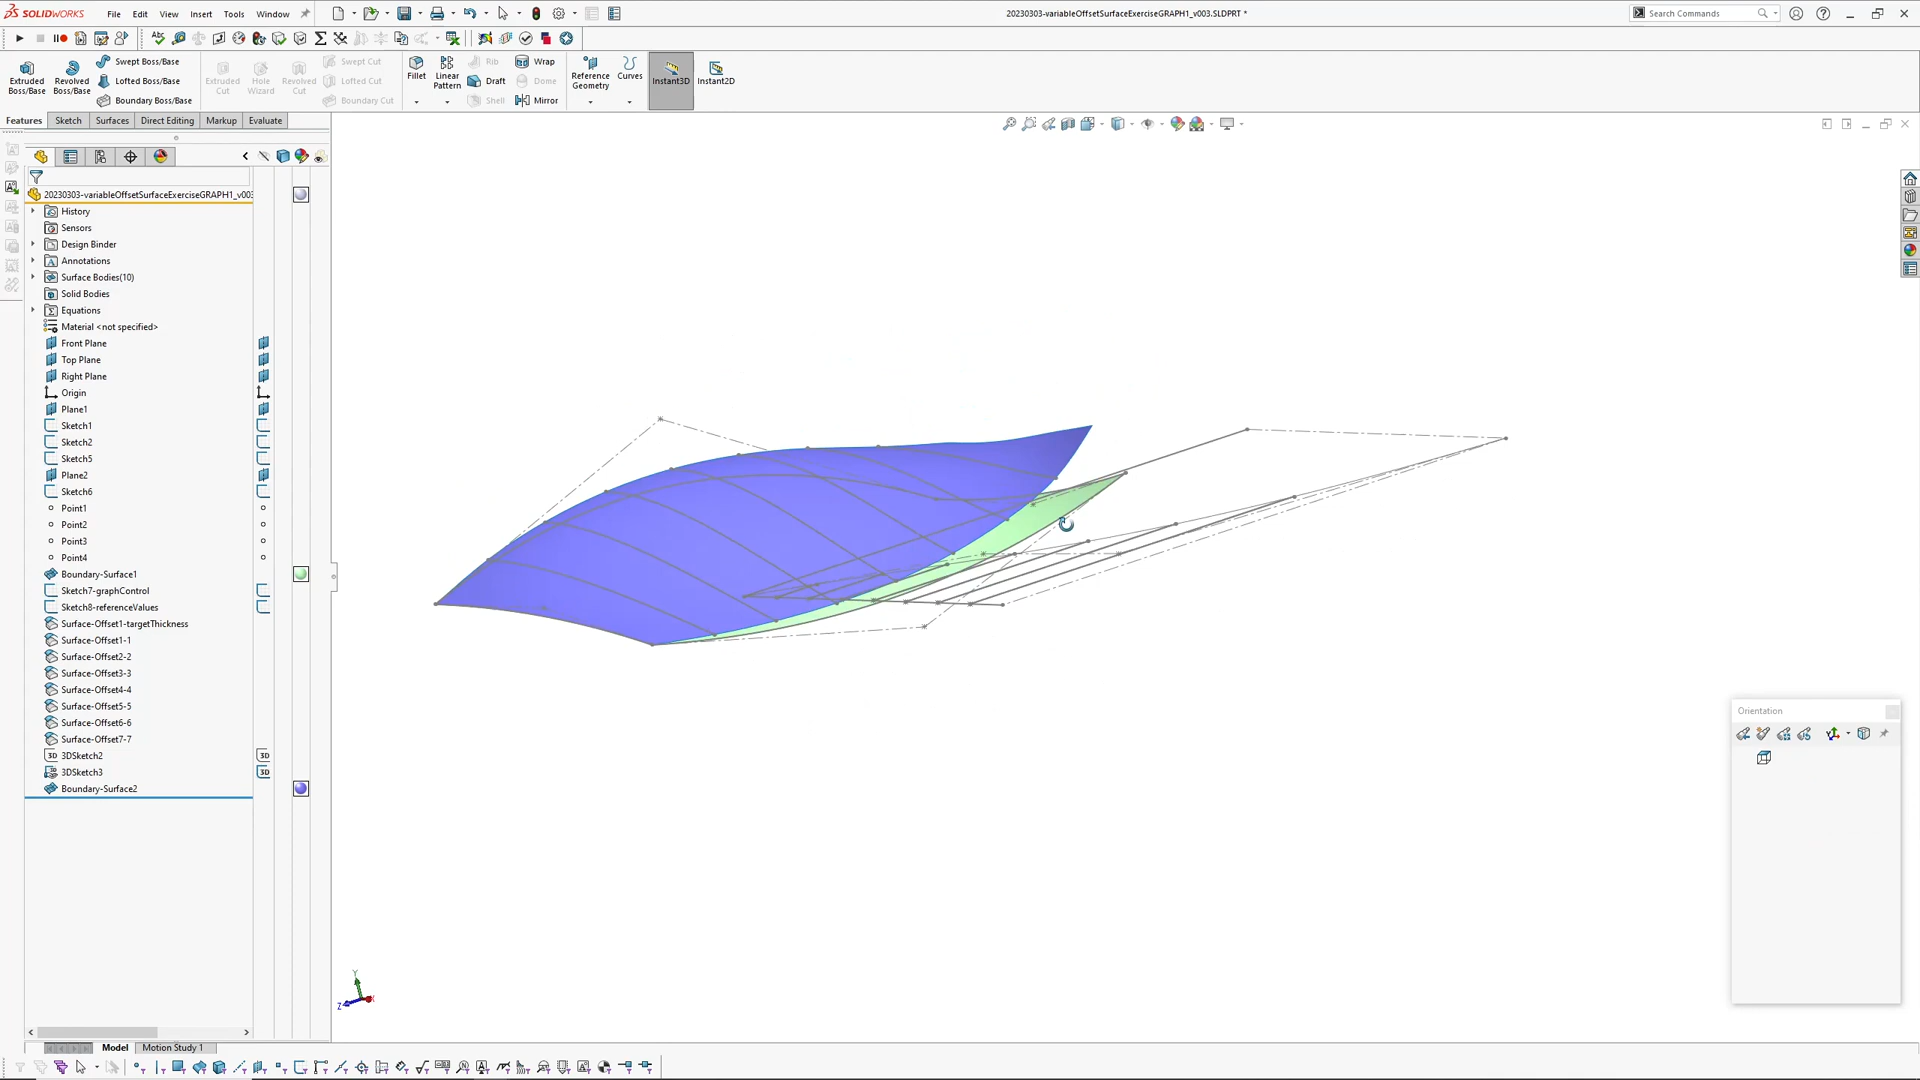 SOLIDWORKS File Edit View Insert Tools Window 20230303-variableOffsetSurfaceExerciseGRAPH1_v003.SLDPRT * Search Commands
Extruded Boss/Base
Revolved Boss/Base
Swept Boss/Base
Lofted Boss/Base
Boundary Boss/Base
Extruded Cut
Hole Wizard
Revolved Cut
Swept Cut
Lofted Cut
Boundary Cut
Fillet
Linear Pattern
Rib
Draft
Shell
Wrap
Dome
Mirror
Reference Geometry
Curves
Instant3D
Instant2D
Features Sketch Surfaces Direct Editing Markup Evaluate
20230303-variableOffsetSurfaceExerciseGRAPH1_v003
History
Sensors
Design Binder
Annotations
Surface Bodies(10)
Solid Bodies
Equations
Material <not specified>
Front Plane
Top Plane
Right Plane
Origin
Plane1
Sketch1
Sketch2
Sketch5
Plane2
Sketch6
Point1
Point2
Point3
Point4
Boundary-Surface1
Sketch7-graphControl
Sketch8-referenceValues
Surface-Offset1-targetThickness
Surface-Offset1-1
Surface-Offset2-2
Surface-Offset3-3
Surface-Offset4-4
Surface-Offset5-5
Surface-Offset6-6
Surface-Offset7-7
3D 3DSketch2 3D
3DSketch3 3D
Boundary-Surface2
Orientation
Y
Z
Model Motion Study 1